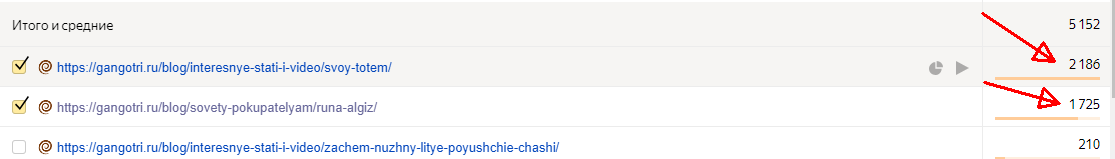 Итого и средние 5 152
https://gangotri.ru/blog/interesnye-stati-i-video/svoy-totem/ 2 186
https://gangotri.ru/blog/sovety-pokupatelyam/runa-algiz/ 1 725
https://gangotri.ru/blog/interesnye-stati-i-video/zachem-nuzhny-litye-poyushchie-chashi/ 210